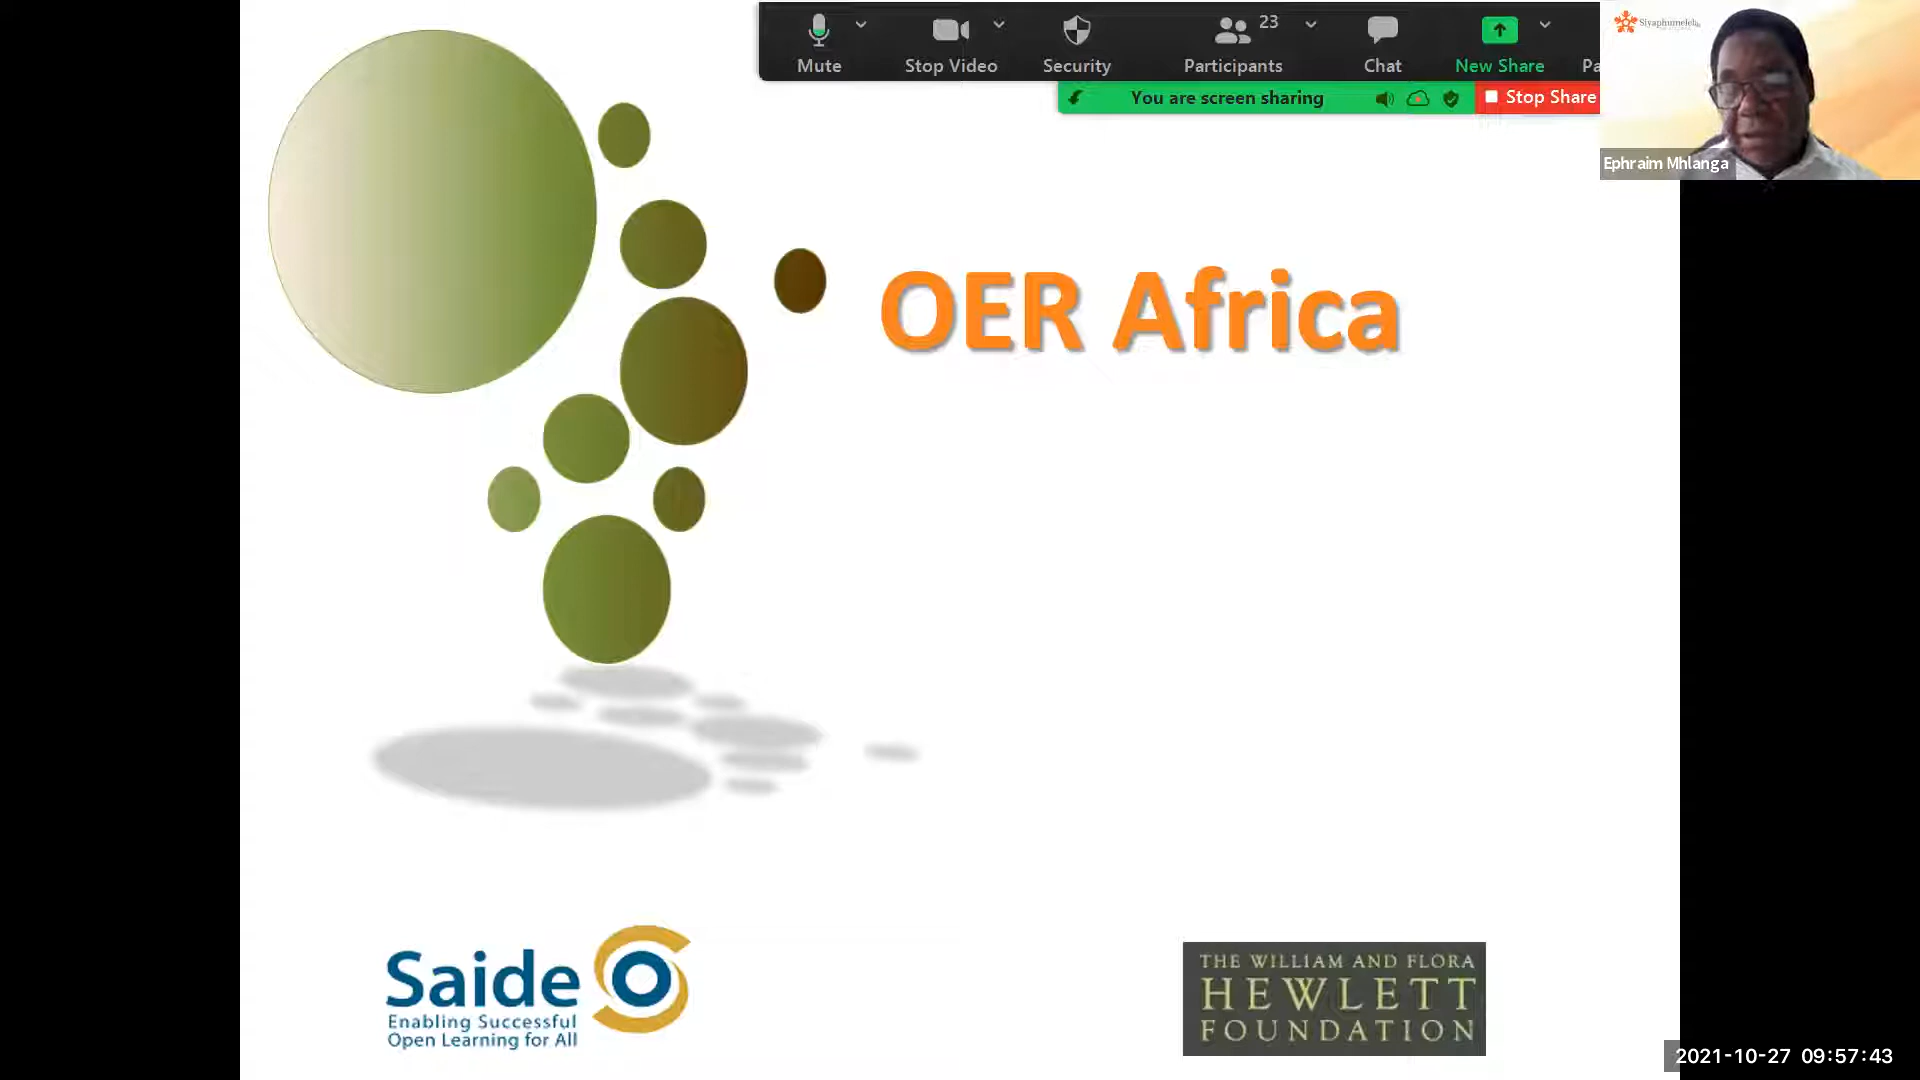 23
Mute
Stop Video
Security
Participants
Chat
New Share
Pa
You are screen sharing
Stop Share
Ephraim Mhlanga
OER Africa
Saide
Enabling Successful
Open Learning for All
THE WILLIAM AND FLORA
HEWLETT
FOUNDATION
2021-10-27 09:57:43